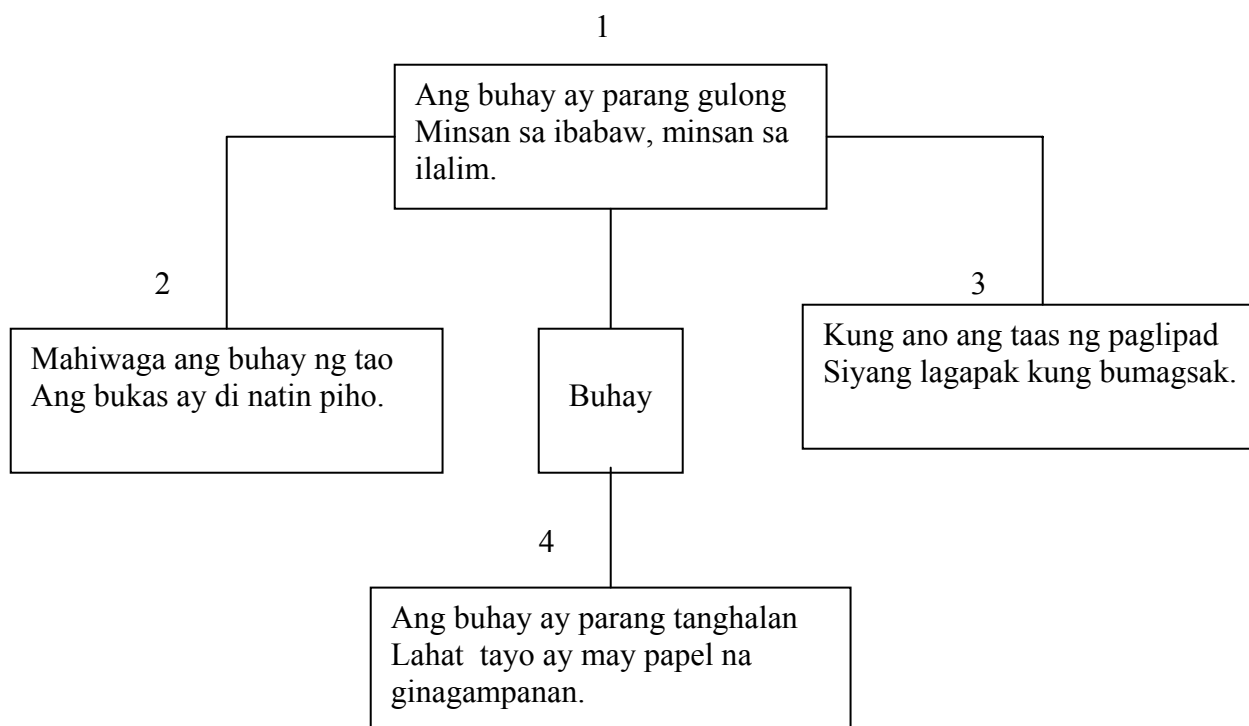 1
Ang buhay ay parang gulong
Minsan sa ibabaw, minsan sa
ilalim.
2
Mahiwaga ang buhay ng tao
Ang bukas ay di natin piho.
Buhay
3
Kung ano ang taas ng paglipad
Siyang lagapak kung bumagsak.
4
Ang buhay ay parang tanghalan
Lahat tayo ay may papel na
ginagampanan.